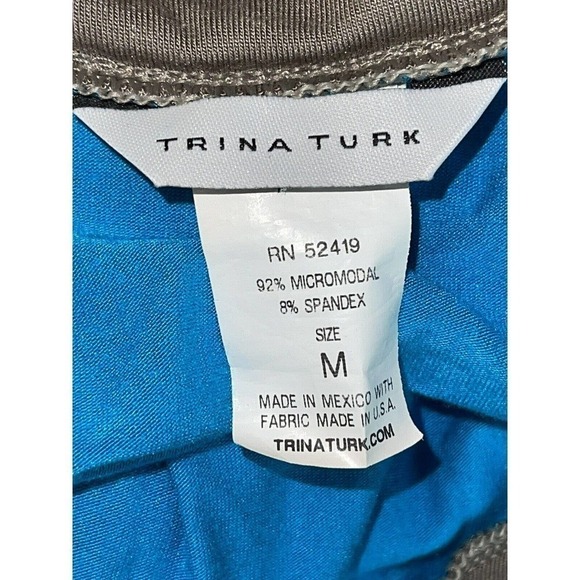 TRINA TURK
RN 52419
92% MICROMODAL
8% SPANDEX
SIZE
M
MADE IN MEXICO WITH
FABRIC MADE IN U.S.A.
TRINATURK.COM